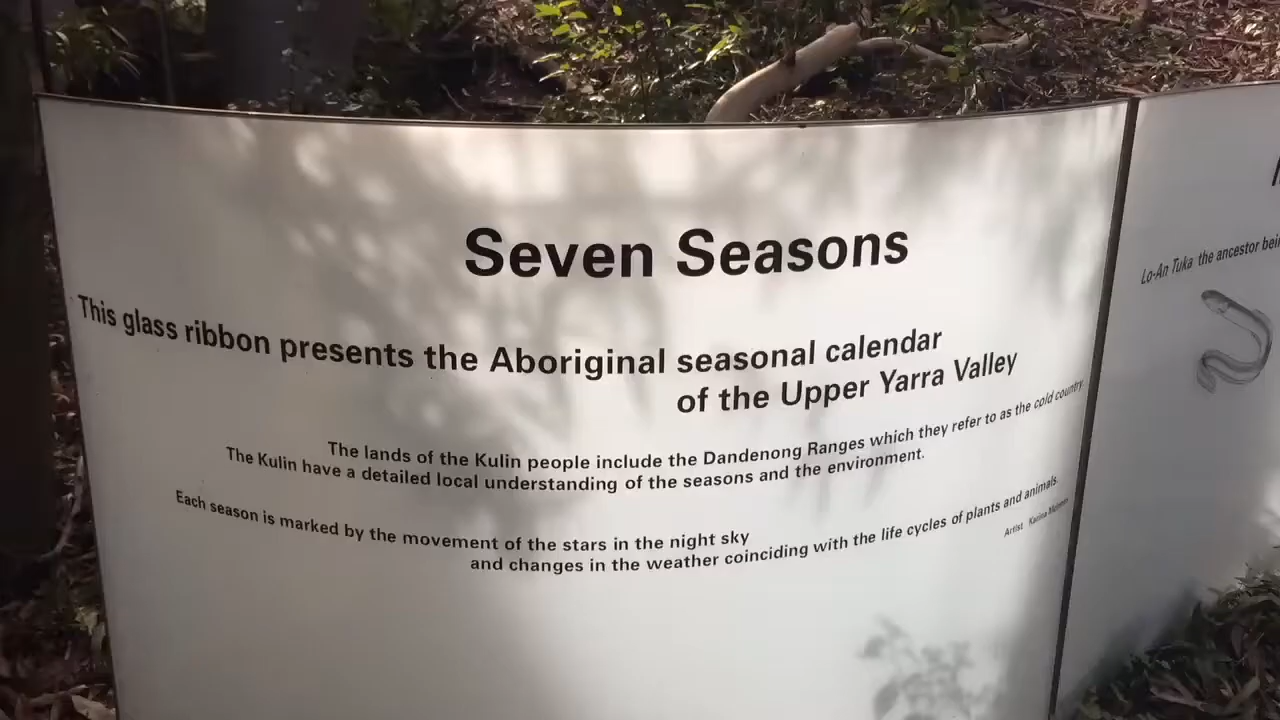 Seven Seasons
This glass ribbon presents the Aboriginal seasonal calendar
of the Upper Yarra Valley
The lands of the Kulin people include the Dandenong Ranges which they refer to as the cold country.
The Kulin have a detailed local understanding of the seasons and the environment.
Each season is marked by the movement of the stars in the night sky
and changes in the weather coinciding with the life cycles of plants and animals.
Artist Karina
Lo-An Tuka the ancestor